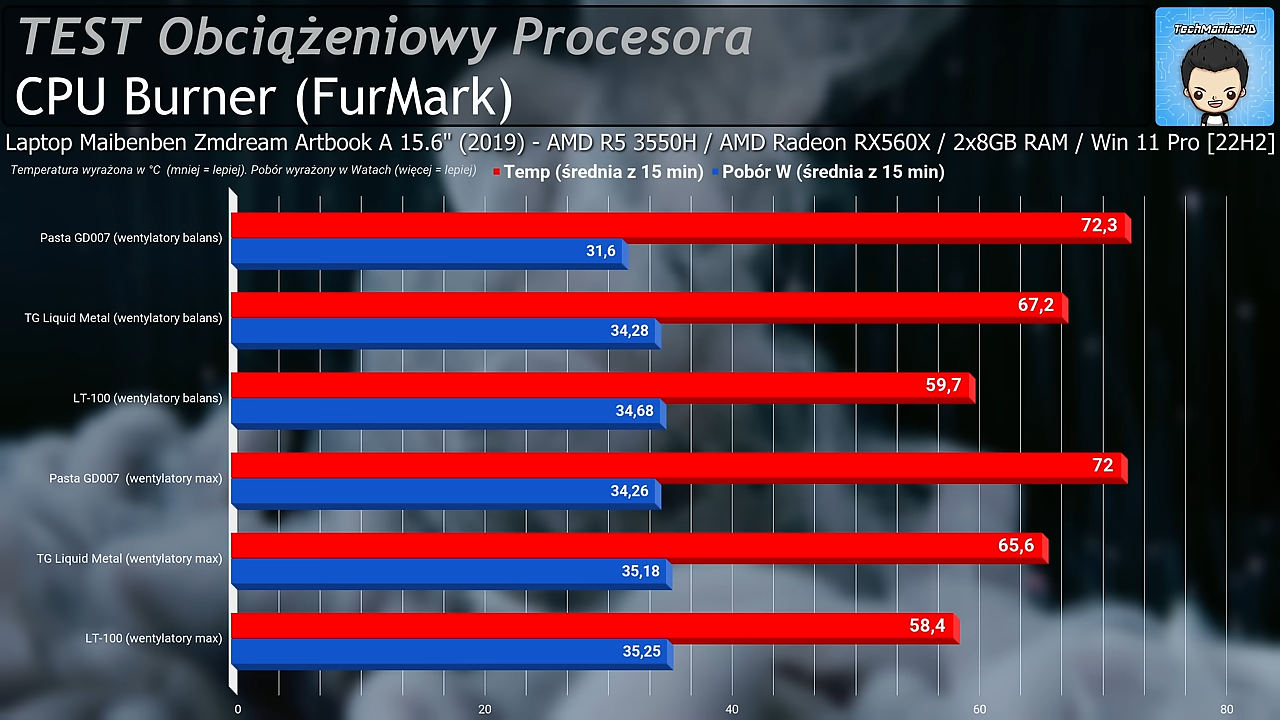 TEST Obciążeniowy Procesora
TechManiacHD
CPU Burner (FurMark)
Laptop Maibenben Zmdream Artbook A 15.6" (2019) - AMD R5 3550H / AMD Radeon RX560X / 2x8GB RAM / Win 11 Pro [22H2]
Temperatura wyrażona w °C (mniej = lepiej). Pobór wyrażony w Watach (więcej = lepiej) Temp (średnia z 15 min) Pobór W (średnia z 15 min)
Pasta GD007 (wentylatory balans) 72,3
31,6
TG Liquid Metal (wentylatory balans) 67,2
34,28
LT-100 (wentylatory balans) 59,7
34,68
Pasta GD007 (wentylatory max) 72
34,26
TG Liquid Metal (wentylatory max) 65,6
35,18
LT-100 (wentylatory max) 58,4
35,25
0 20 40 60 80